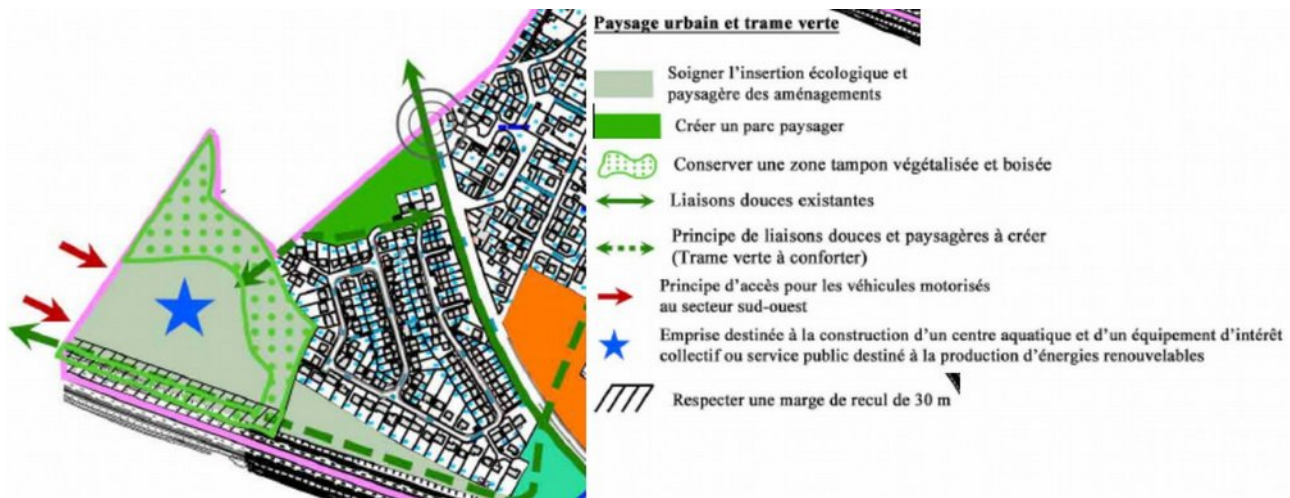 Paysage urbain et trame verte
Soigner l'insertion écologique et
paysagère des aménagements
Créer un parc paysager
Conserver une zone tampon végétalisée et boisée
Liaisons douces existantes
Principe de liaisons douces et paysagères à créer
(Trame verte à conforter)
Principe d'accès pour les véhicules motorisés
au secteur sud-ouest
Emprise destinée à la construction d'un centre aquatique et d'un équipement d'intérêt
collectif ou service public destiné à la production d'énergies renouvelables
Respecter une marge de recul de 30 m